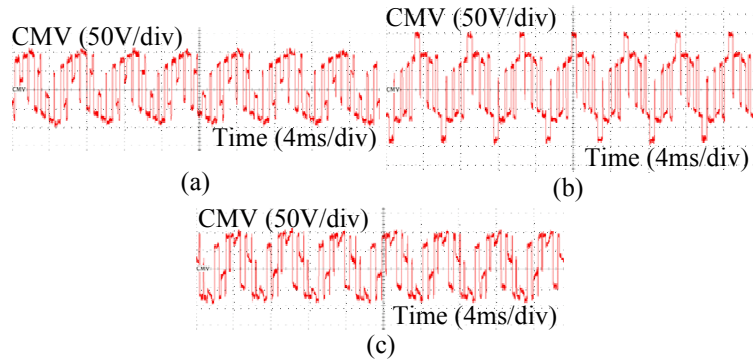 CMV (50V/div)
CMV
Time (4ms/div)
(a)
CMV (50V/div)
CMV
Time (4ms/div)
(b)
CMV (50V/div)
CMV
Time (4ms/div)
(c)